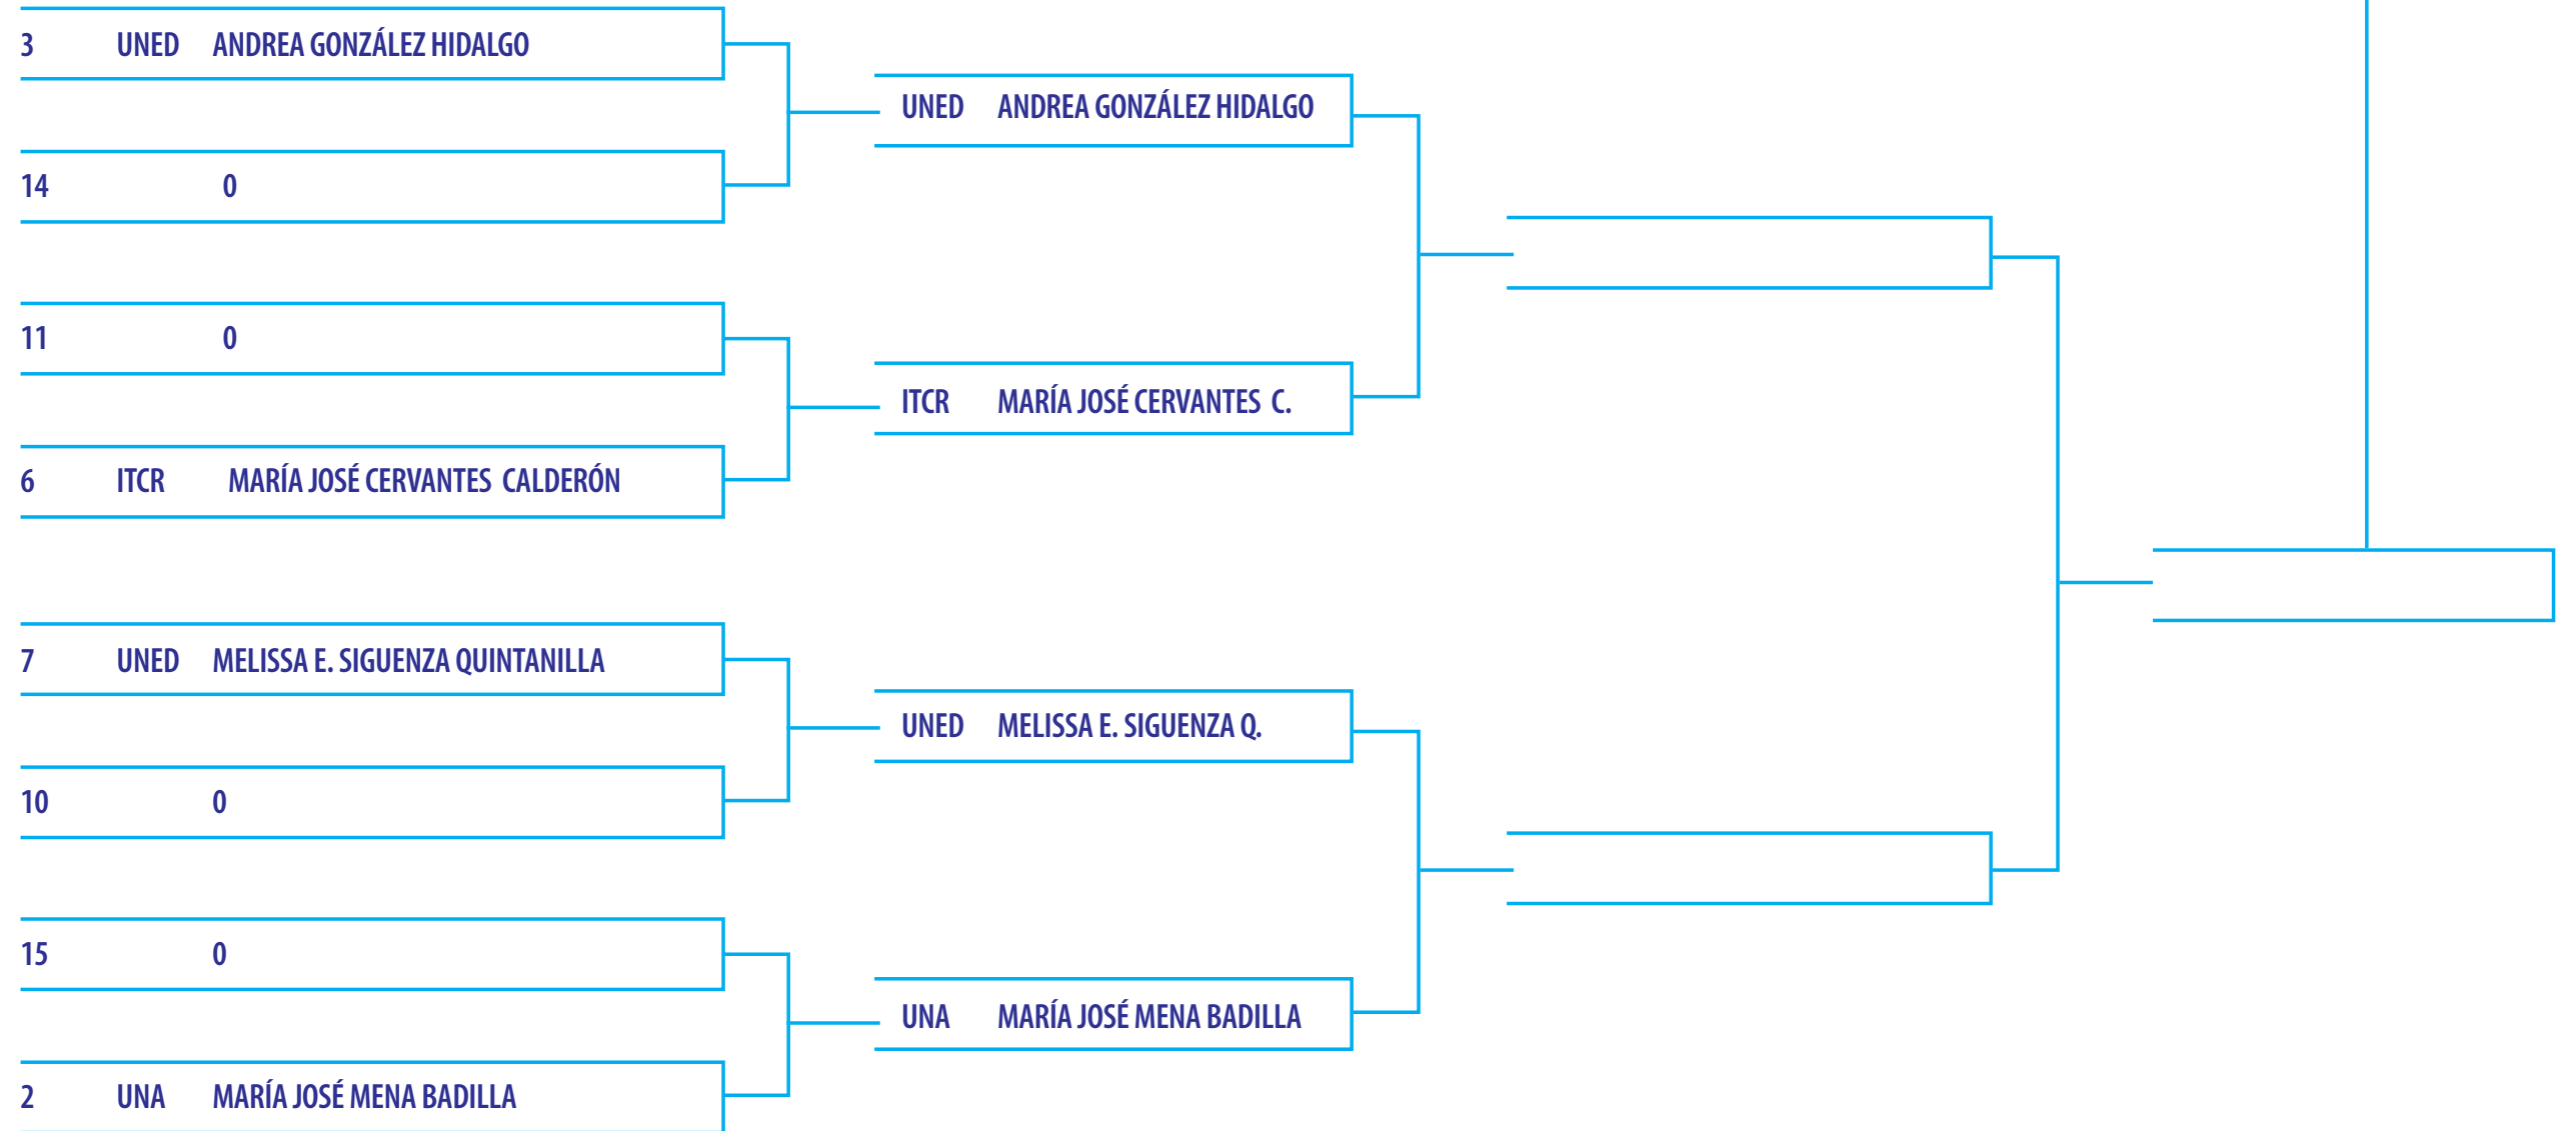 3 UNED ANDREA GONZÁLEZ HIDALGO
14 0
11 0
6 ITCR MARÍA JOSÉ CERVANTES CALDERÓN
7 UNED MELISSA E. SIGUENZA QUINTANILLA
10 0
15 0
2 UNA MARÍA JOSÉ MENA BADILLA
UNED ANDREA GONZÁLEZ HIDALGO
ITCR MARÍA JOSÉ CERVANTES C.
UNED MELISSA E. SIGUENZA Q.
UNA MARÍA JOSÉ MENA BADILLA